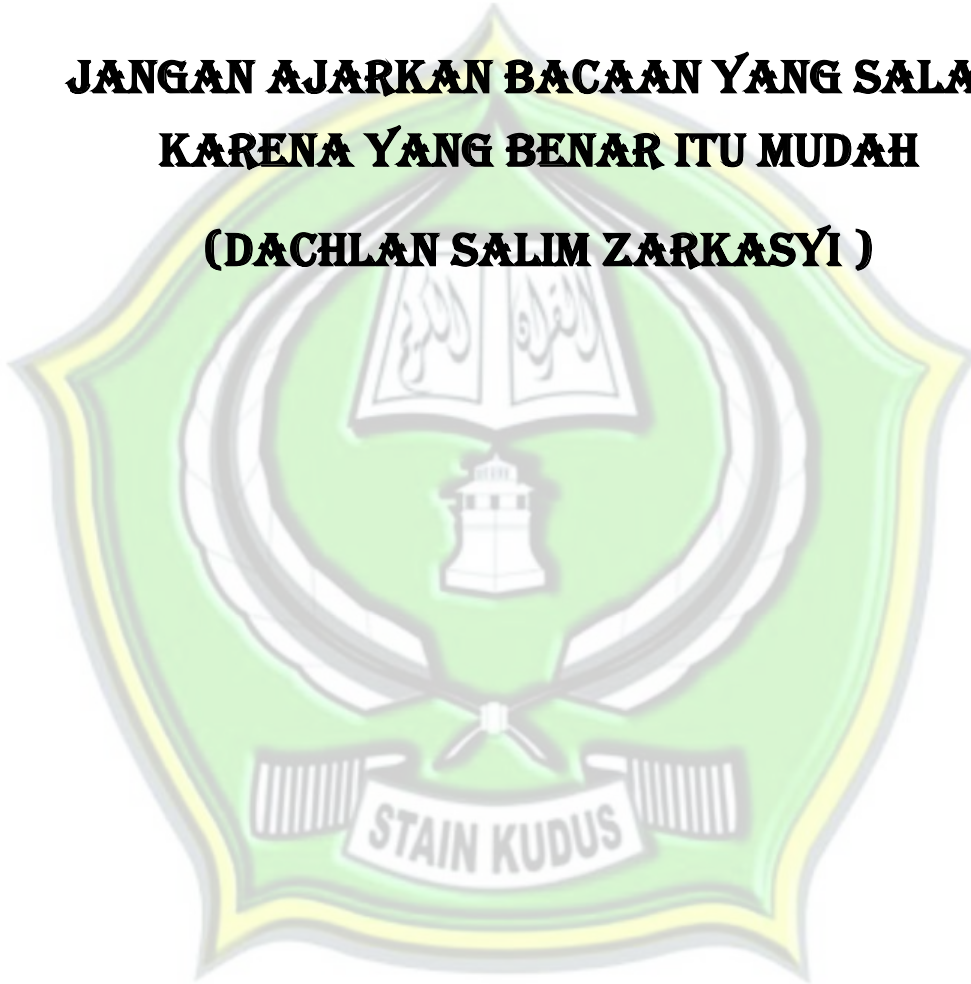 JANGAN AJARKAN BACAAN YANG SALA
KARENA YANG BENAR ITU MUDAH
(DACHLAN SALIM ZARKASYI )
STAIN KUDUS